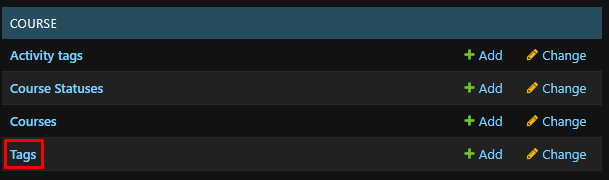 COURSE
Activity tags Add Change
Course Statuses Add Change
Courses Add Change
Tags Add Change